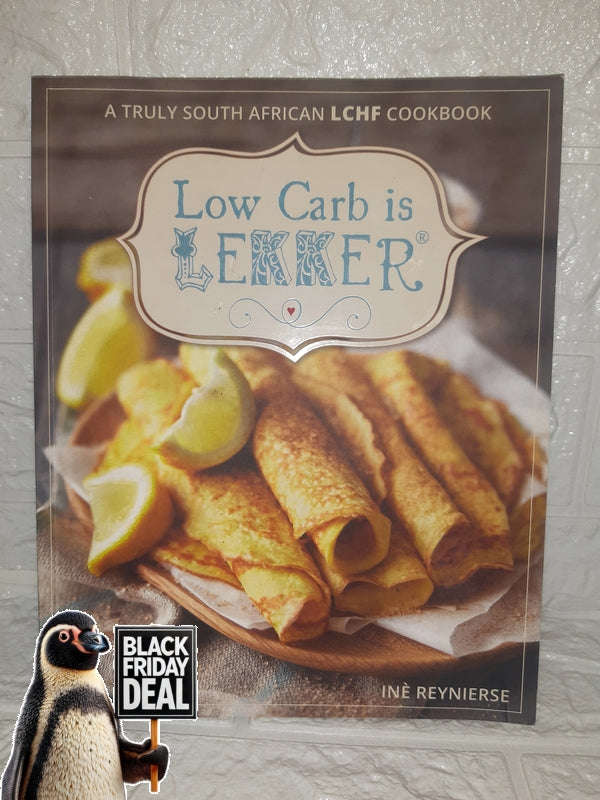 A TRULY SOUTH AFRICAN LCHF COOKBOOK
Low Carb is
LEKKER®
INÈ REYNIERSE
BLACK
FRIDAY
DEAL